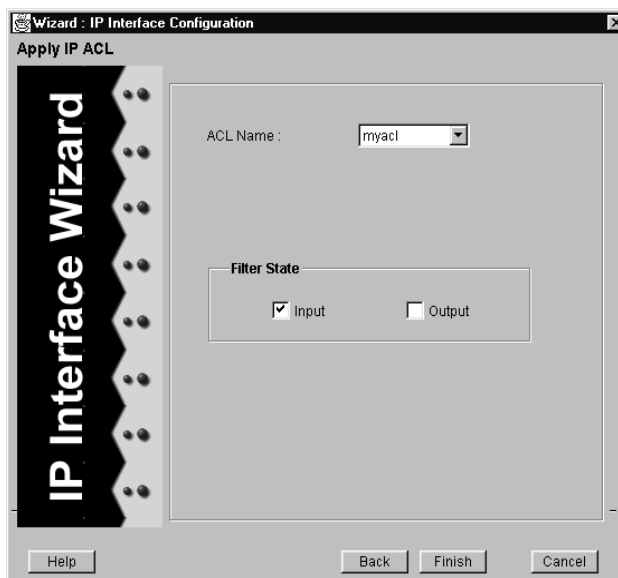 Wizard : IP Interface Configuration
Apply IP ACL
IP Interface Wizard
ACL Name :
myacl
Filter State
Input
Output
Help
Back
Finish
Cancel